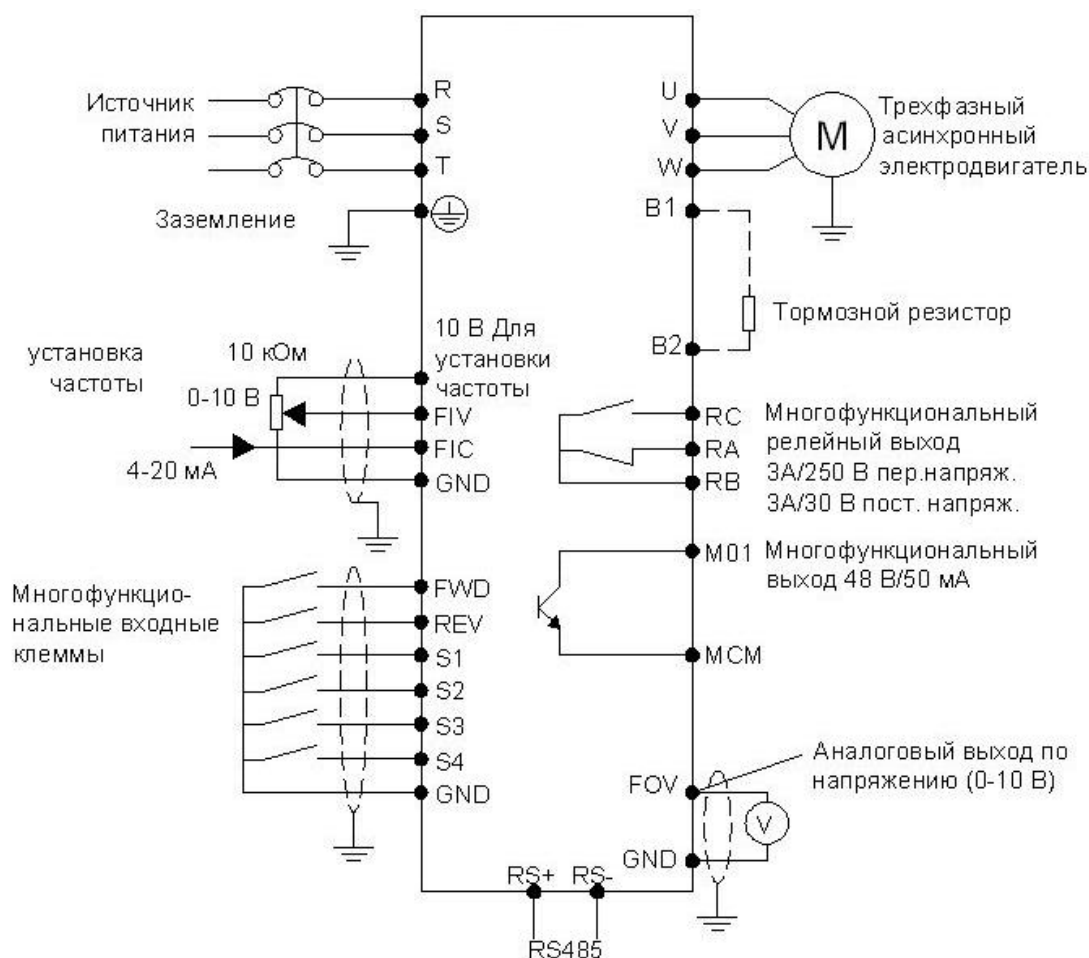 Источник
питания
R
S
T
Заземление
U
V
W
M
Трехфазный
асинхронный
электродвигатель
B1
B2
Тормозной резистор
установка
частоты
10 кОм
0-10 В
4-20 мА
10 В Для
установки
частоты
FIV
FIC
GND
RC
RA
RB
Многофункциональный
релейный выход
3А/250 В пер.напряж.
3А/30 В пост. напряж.
M01
MCM
Многофункциональный
выход 48 В/50 мА
Многофункцио-
нальные входные
клеммы
FWD
REV
S1
S2
S3
S4
GND
FOV
GND
V
Аналоговый выход по
напряжению (0-10 В)
RS+ RS-
RS485